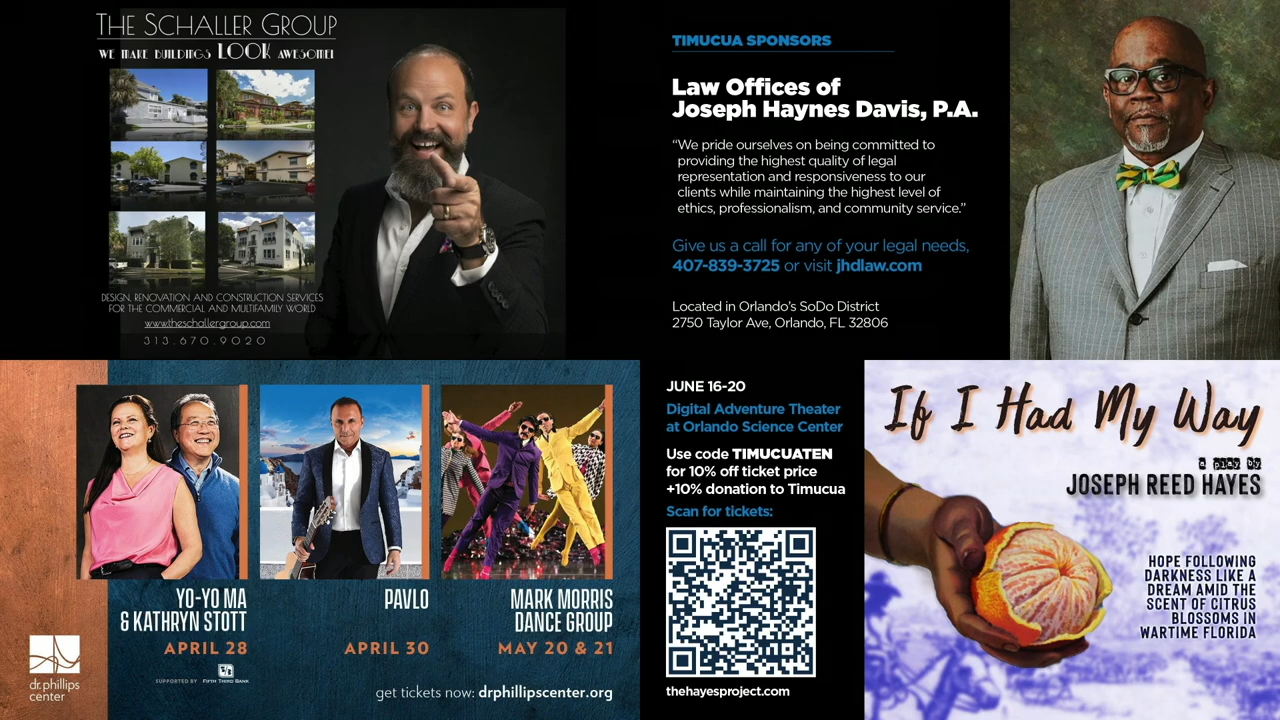 THE SCHALLER GROUP
WE MAKE BUILDINGS LOOK AWESOME!
DESIGN, RENOVATION AND CONSTRUCTION SERVICES
FOR THE COMMERCIAL AND MULTIFAMILY WORLD
www.theschallergroup.com
313.670.9020
TIMUCUA SPONSORS
Law Offices of
Joseph Haynes Davis, P.A.
“We pride ourselves on being committed to
providing the highest quality of legal
representation and responsiveness to our
clients while maintaining the highest level of
ethics, professionalism, and community service.”
Give us a call for any of your legal needs,
407-839-3725 or visit jhdlaw.com
Located in Orlando’s SoDo District
2750 Taylor Ave, Orlando, FL 32806
YO-YO MA
& KATHRYN STOTT
APRIL 28
SUPPORTED BY FIFTH THIRD BANK
PAVLO
APRIL 30
MARK MORRIS
DANCE GROUP
MAY 20 & 21
dr. phillips
center
get tickets now: drphillipscenter.org
JUNE 16-20
Digital Adventure Theater
at Orlando Science Center
Use code TIMUCUATEN
for 10% off ticket price
+10% donation to Timucua
Scan for tickets:
thehayesproject.com
If I Had My Way
a play by
JOSEPH REED HAYES
HOPE FOLLOWING
DARKNESS LIKE A
DREAM AMID THE
SCENT OF CITRUS
BLOSSOMS IN
WARTIME FLORIDA